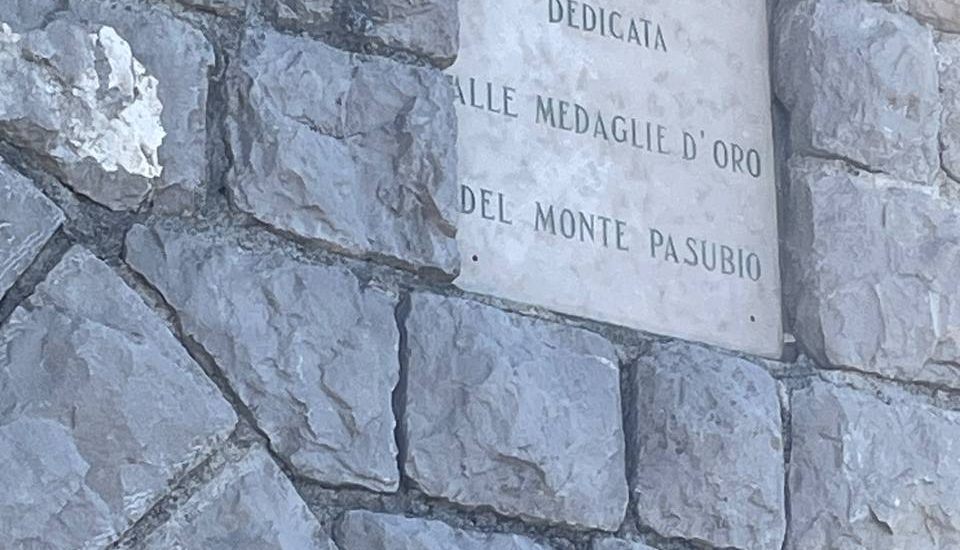 DEDICATA
ALLE MEDAGLIE D'ORO
DEL MONTE PASUBIO